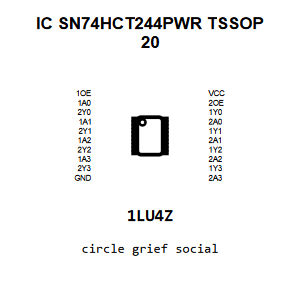 IC SN74HCT244PWR TSSOP
20
1OE VCC
1A0 2OE
2Y0 1Y0
1A1 2A0
2Y1 1Y1
1A2 2A1
2Y2 1Y2
1A3 2A2
2Y3 1Y3
GND 2A3
1LU4Z
circle grief social